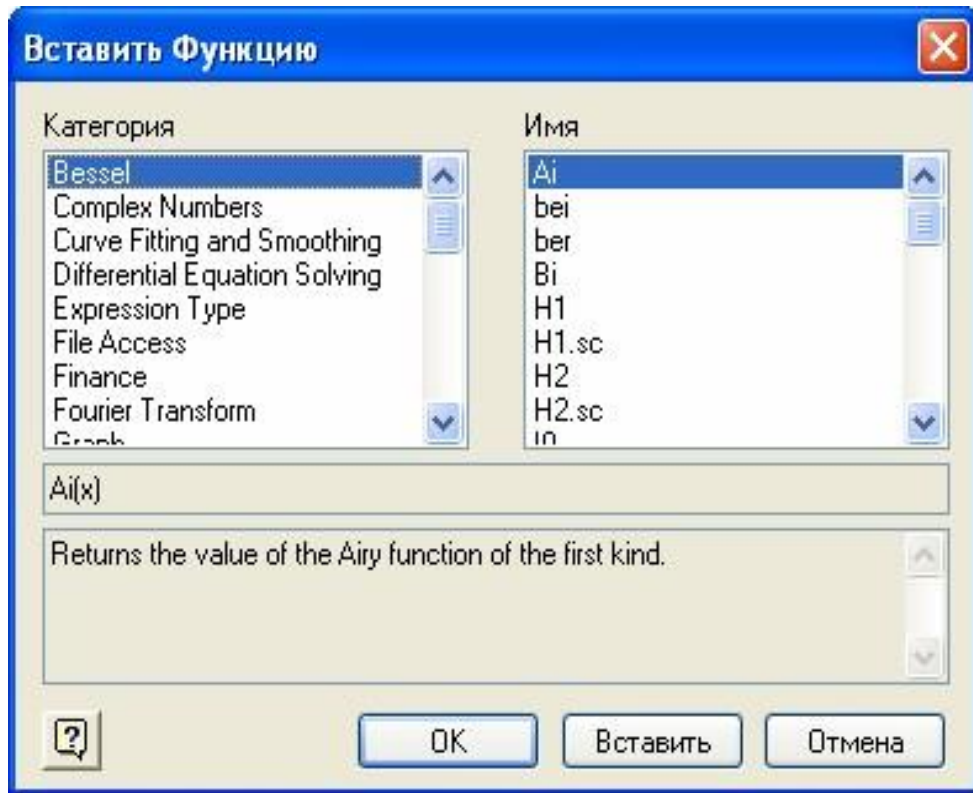 Вставить Функцию
Категория
Bessel
Complex Numbers
Curve Fitting and Smoothing
Differential Equation Solving
Expression Type
File Access
Finance
Fourier Transform
Graph
Имя
Ai
bei
ber
Bi
H1
H1.sc
H2
H2.sc
I0
Ai(x)
Returns the value of the Airy function of the first kind.
?
OK
Вставить
Отмена